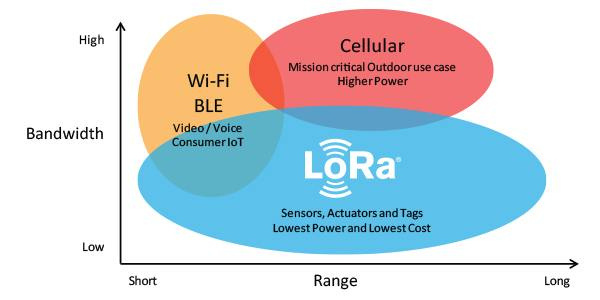 High
Bandwidth
Low
Wi-Fi
BLE
Video / Voice
Consumer IoT
Cellular
Mission critical Outdoor use case
Higher Power
LoRa®
Sensors, Actuators and Tags
Lowest Power and Lowest Cost
Short
Range
Long